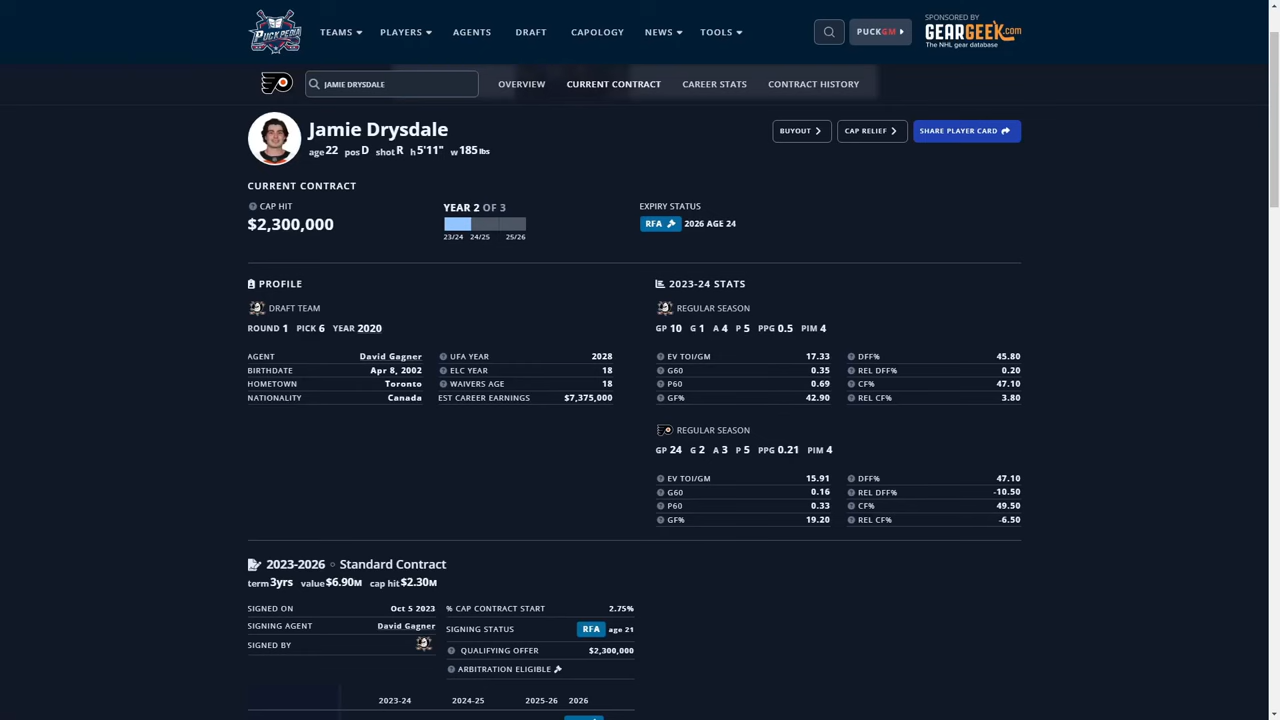 PUCKPEDIA
TEAMS PLAYERS AGENTS DRAFT CAPOLOGY NEWS TOOLS
PUCKGM
SPONSORED BY
GEARGEEK.com
The NHL gear database
JAMIE DRYSDALE OVERVIEW CURRENT CONTRACT CAREER STATS CONTRACT HISTORY
Jamie Drysdale
age 22 pos D shot R h 5'11" w 185 lbs
BUYOUT CAP RELIEF SHARE PLAYER CARD
CURRENT CONTRACT
CAP HIT
$2,300,000
YEAR 2 OF 3
23/24 24/25 25/26
EXPIRY STATUS
RFA 2026 AGE 24
PROFILE
DRAFT TEAM
ROUND 1 PICK 6 YEAR 2020
AGENT David Gagner
BIRTHDATE Apr 8, 2002
HOMETOWN Toronto
NATIONALITY Canada
UFA YEAR 2028
ELC YEAR 18
WAIVERS AGE 18
EST CAREER EARNINGS $7,375,000
2023-24 STATS
REGULAR SEASON
GP 10 G 1 A 4 P 5 PPG 0.5 PIM 4
EV TOI/GM 17.33
G60 0.35
P60 0.69
GF% 42.90
DFF% 45.80
REL DFF% 0.20
CF% 47.10
REL CF% 3.80
REGULAR SEASON
GP 24 G 2 A 3 P 5 PPG 0.21 PIM 4
EV TOI/GM 15.91
G60 0.16
P60 0.33
GF% 19.20
DFF% 47.10
REL DFF% -10.50
CF% 49.50
REL CF% -6.50
2023-2026 ○ Standard Contract
term 3yrs value $6.90M cap hit $2.30M
SIGNED ON Oct 5 2023
SIGNING AGENT David Gagner
SIGNED BY
% CAP CONTRACT START 2.75%
SIGNING STATUS RFA age 21
QUALIFYING OFFER $2,300,000
ARBITRATION ELIGIBLE
2023-24 2024-25 2025-26 2026